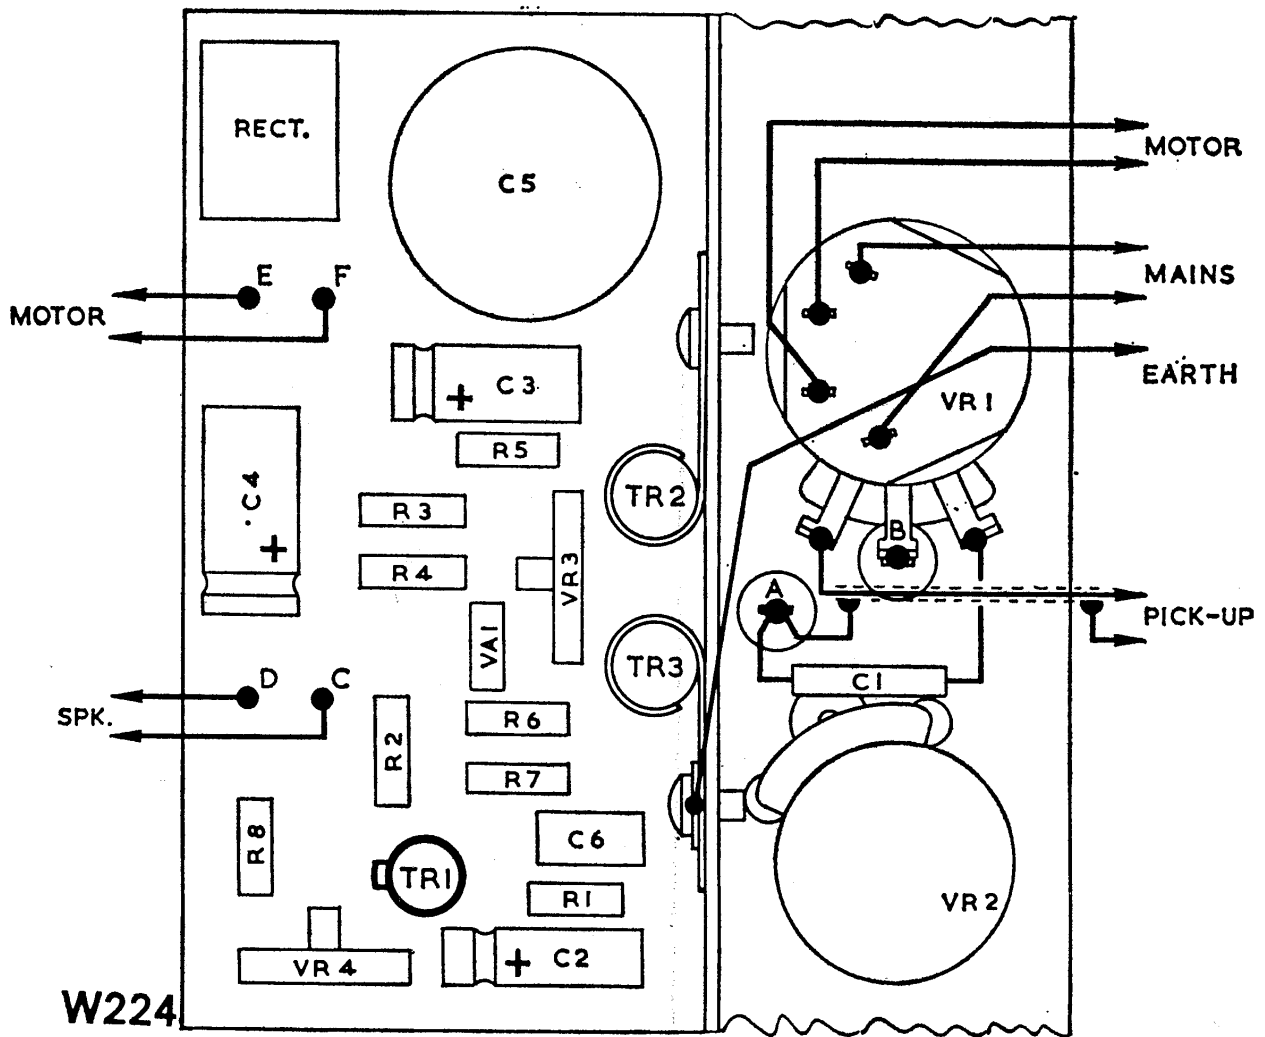 RECT.
C5
MOTOR
MAINS
E F
MOTOR
EARTH
C3
VR1
R5
C4
TR2
R3
R4
VR3
B
A
PICK-UP
VA1
TR3
D C
SPK.
C1
R6
R2
R7
R8
C6
TR1
R1
VR2
VR4
C2
W224